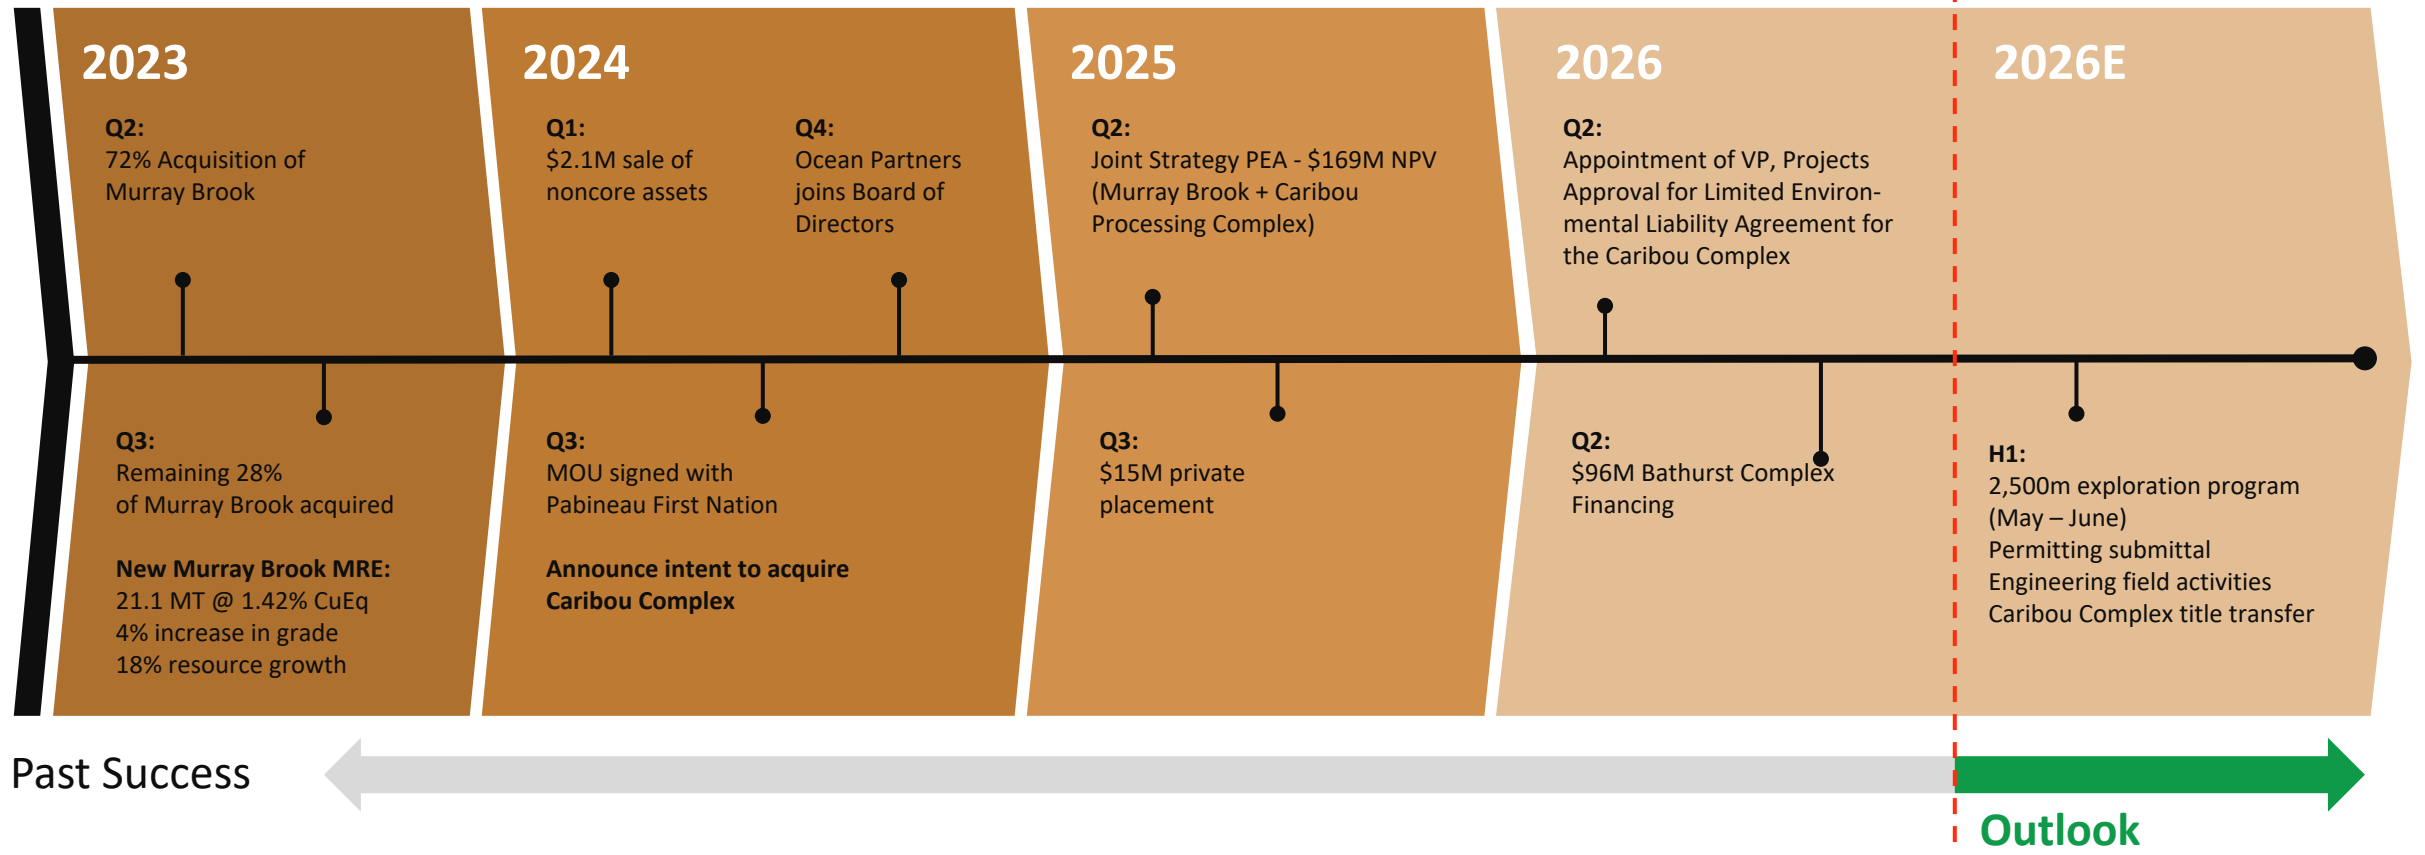 2023
Q2:
72% Acquisition of
Murray Brook
Q3:
Remaining 28%
of Murray Brook acquired
New Murray Brook MRE:
21.1 MT @ 1.42% CuEq
4% increase in grade
18% resource growth
2024
Q1:
$2.1M sale of
noncore assets
Q4:
Ocean Partners
joins Board of
Directors
Q3:
MOU signed with
Pabineau First Nation
Announce intent to acquire
Caribou Complex
2025
Q2:
Joint Strategy PEA - $169M NPV
(Murray Brook + Caribou
Processing Complex)
Q3:
$15M private
placement
2026
Q2:
Appointment of VP, Projects
Approval for Limited Environ-
mental Liability Agreement for
the Caribou Complex
Q2:
$96M Bathurst Complex
Financing
2026E
H1:
2,500m exploration program
(May – June)
Permitting submittal
Engineering field activities
Caribou Complex title transfer
Past Success
Outlook